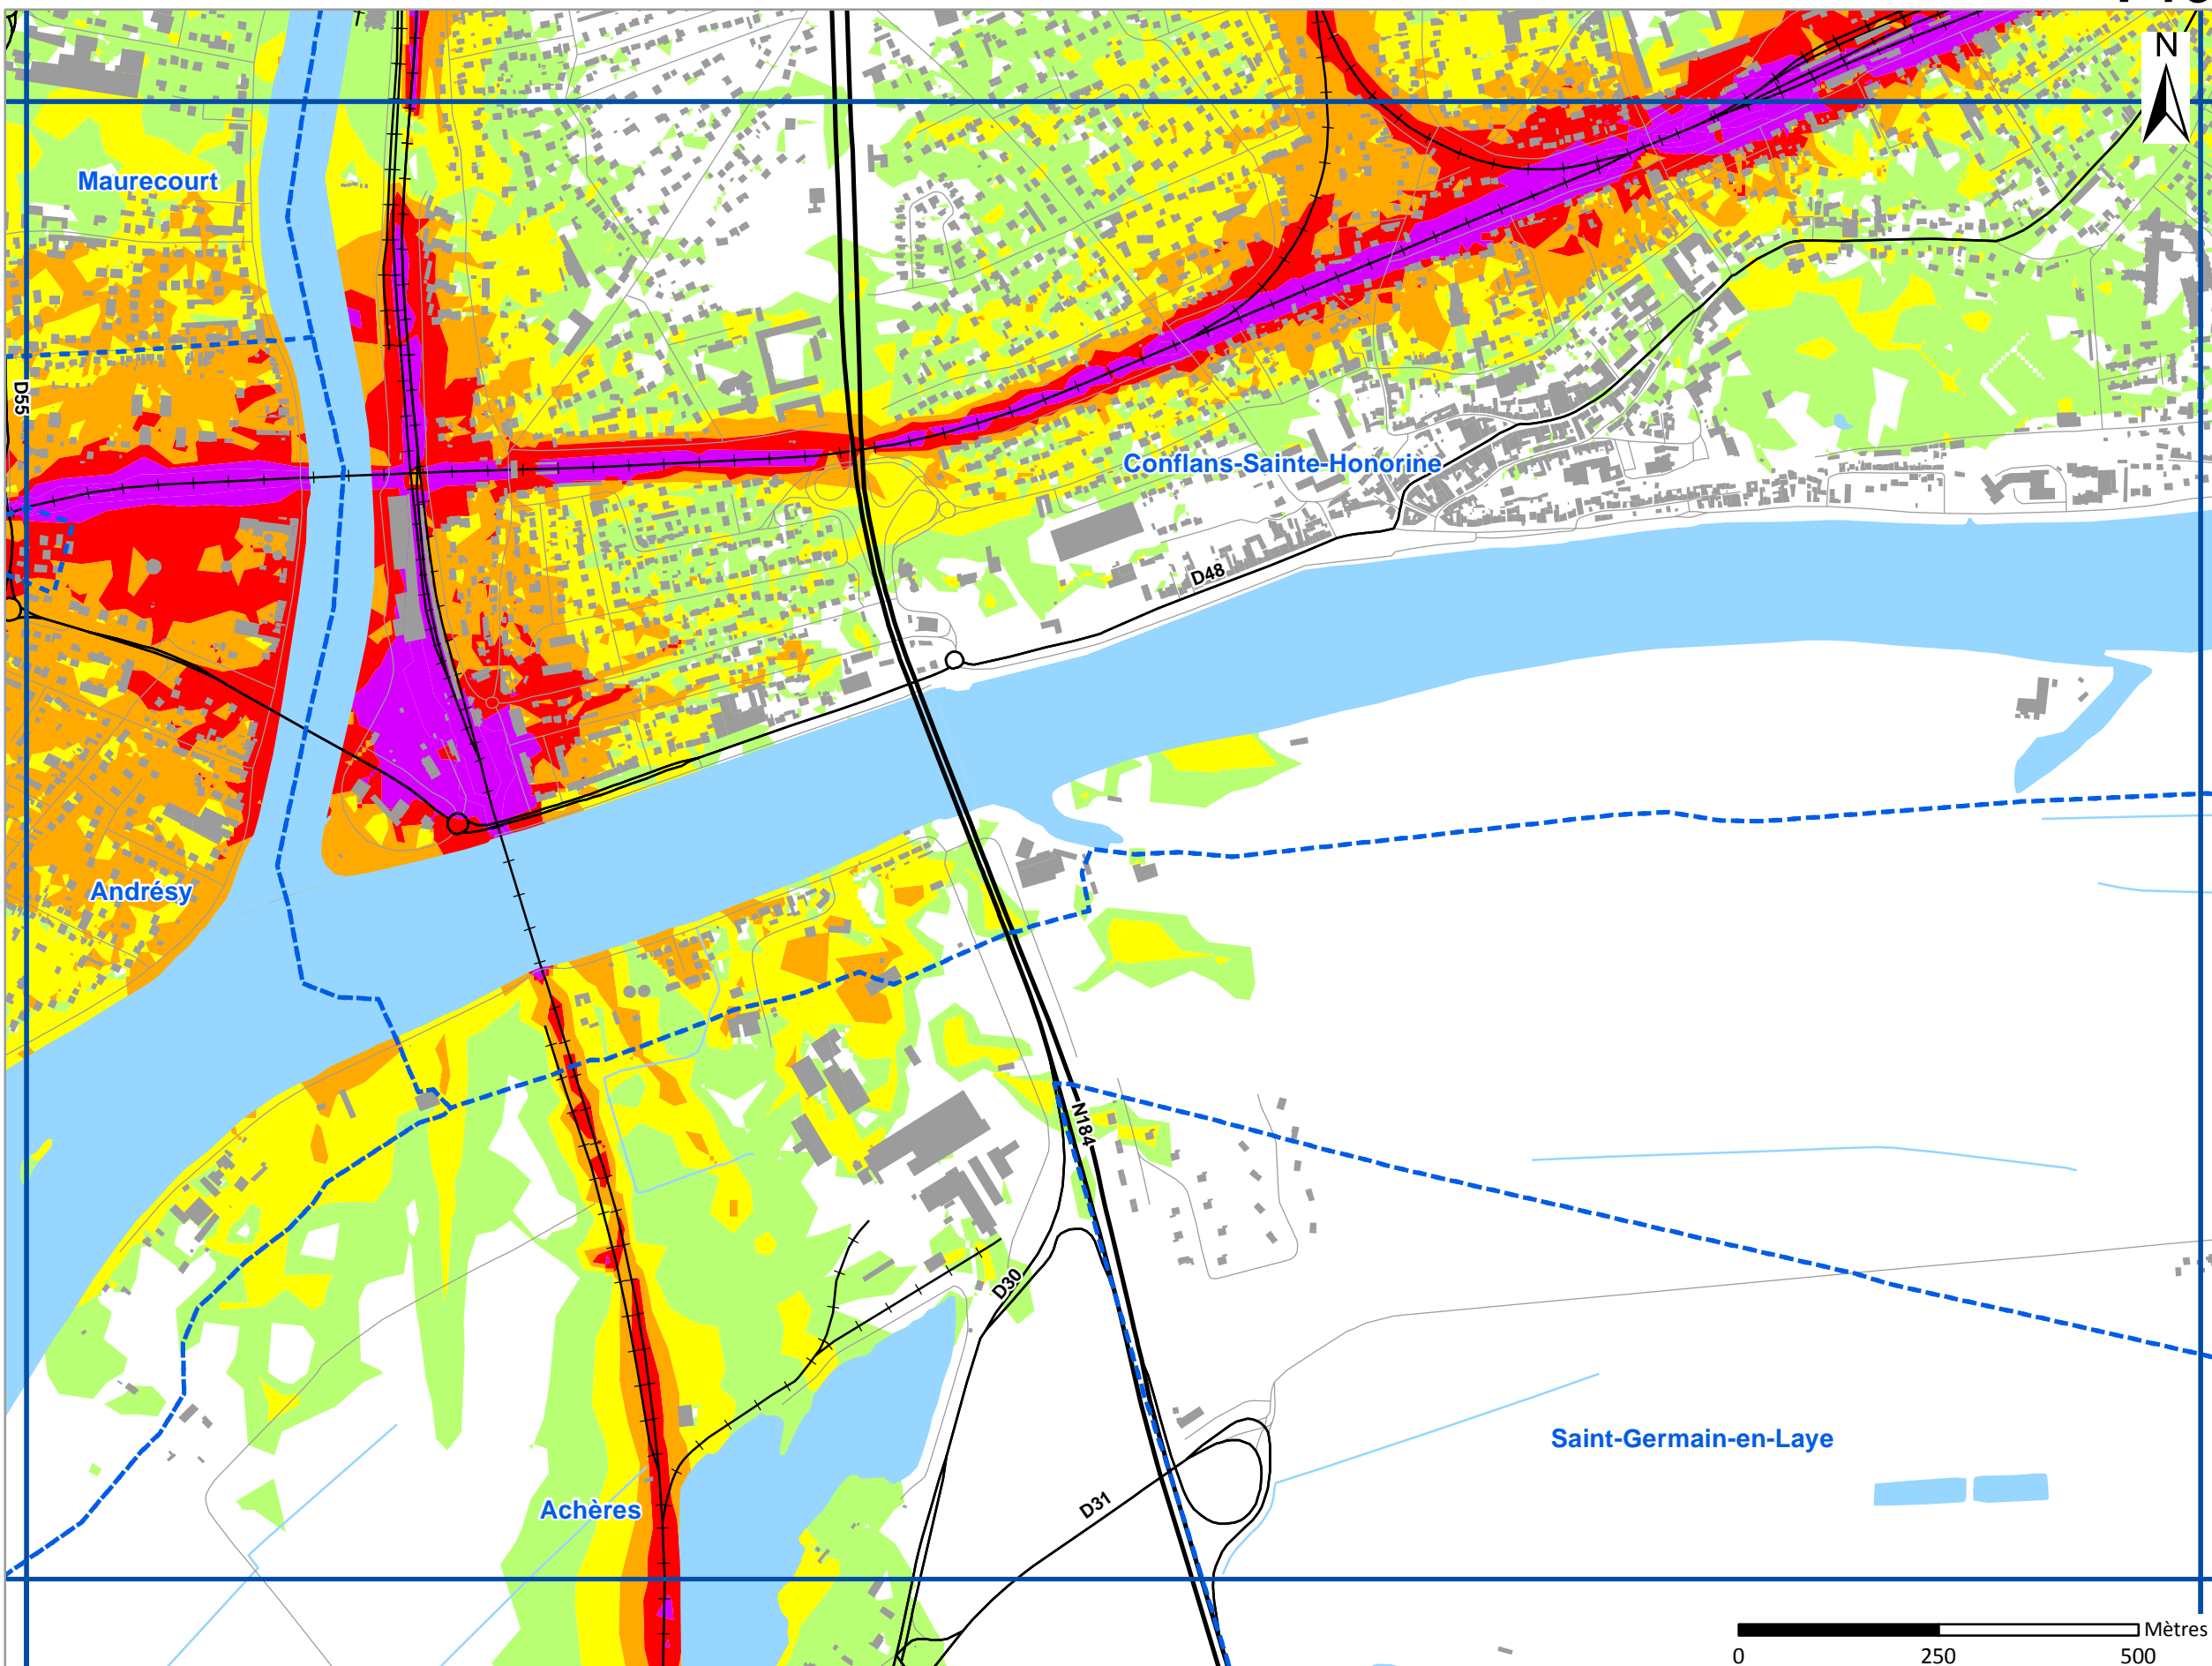 N
Maurecourt
D55
Conflans-Sainte-Honorine
D48
Andrésy
N184
D30
Saint-Germain-en-Laye
D31
Achères
Mètres
0 250 500